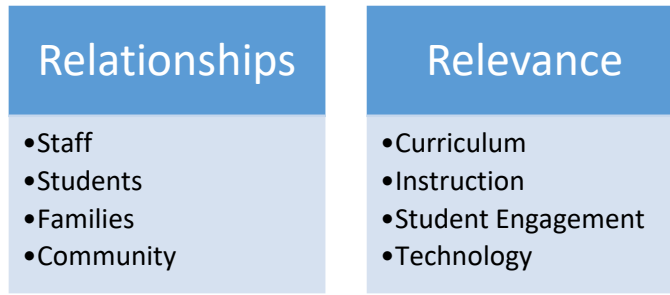 Relationships
•Staff
•Students
•Families
•Community
Relevance
•Curriculum
•Instruction
•Student Engagement
•Technology